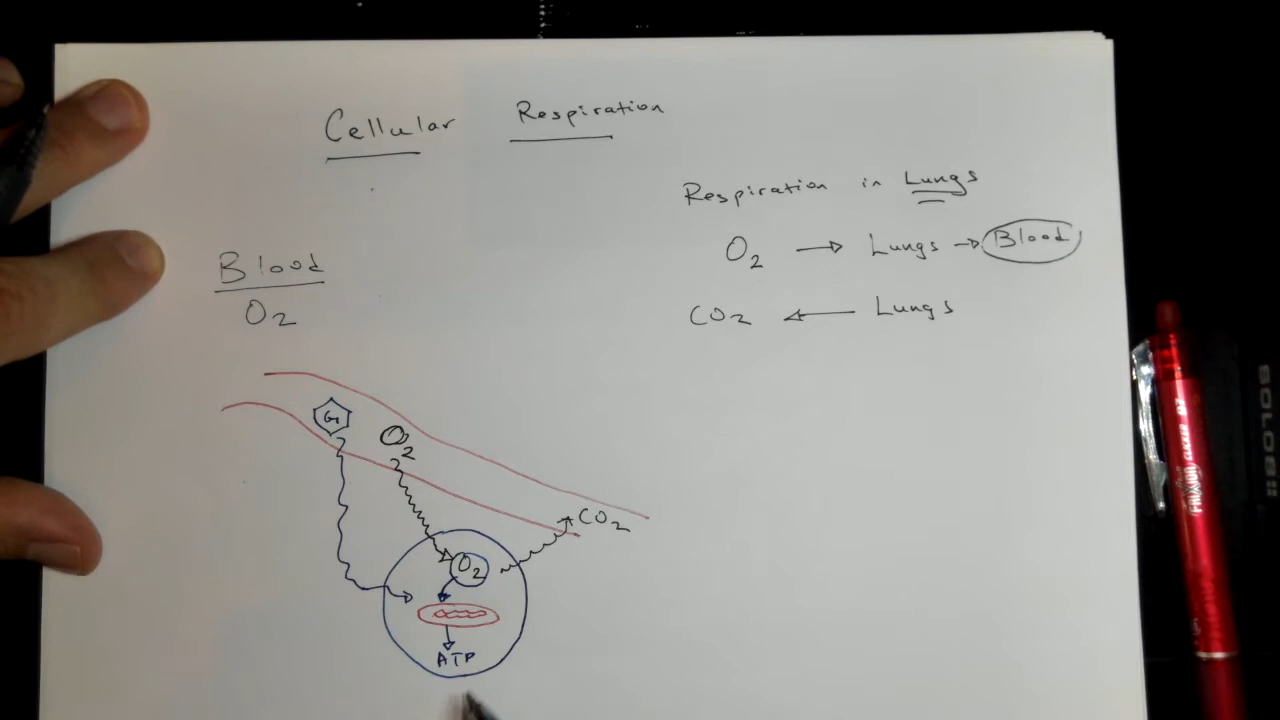 Cellular Respiration
Respiration in Lungs
O2 → Lungs → Blood
CO2 ← Lungs
Blood
O2
G
O2
CO2
O2
ATP